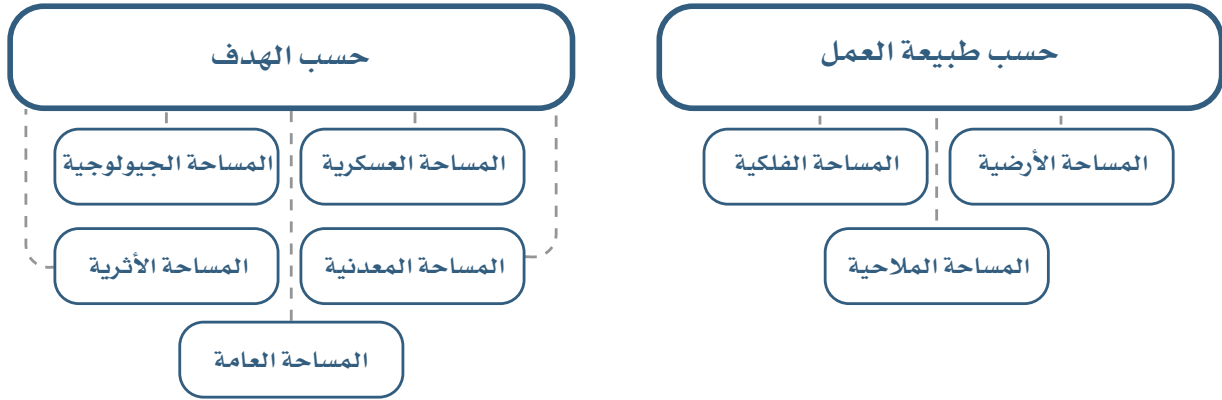 حسب طبيعة العمل
المساحة الأرضية
المساحة الفلكية
المساحة الملاحية
حسب الهدف
المساحة العسكرية
المساحة الجيولوجية
المساحة المعدنية
المساحة الأثرية
المساحة العامة